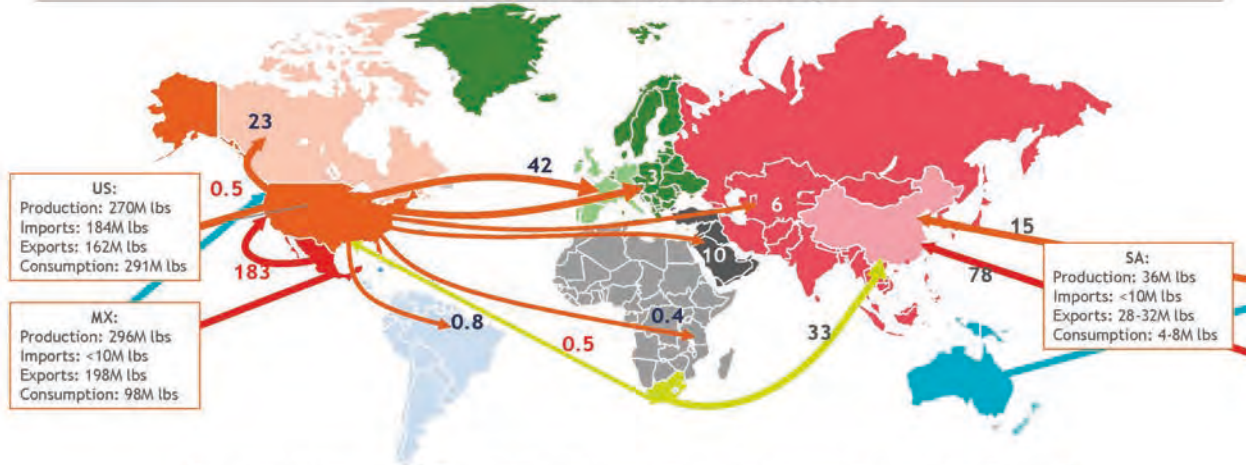 23
42
3
0.5
US:
Production: 270M lbs
Imports: 184M lbs
Exports: 162M lbs
Consumption: 291M lbs
6
15
10
183
78
SA:
Production: 36M lbs
Imports: <10M lbs
Exports: 28-32M lbs
Consumption: 4-8M lbs
MX:
Production: 296M lbs
Imports: <10M lbs
Exports: 198M lbs
Consumption: 98M lbs
0.8
0.4
0.5
33